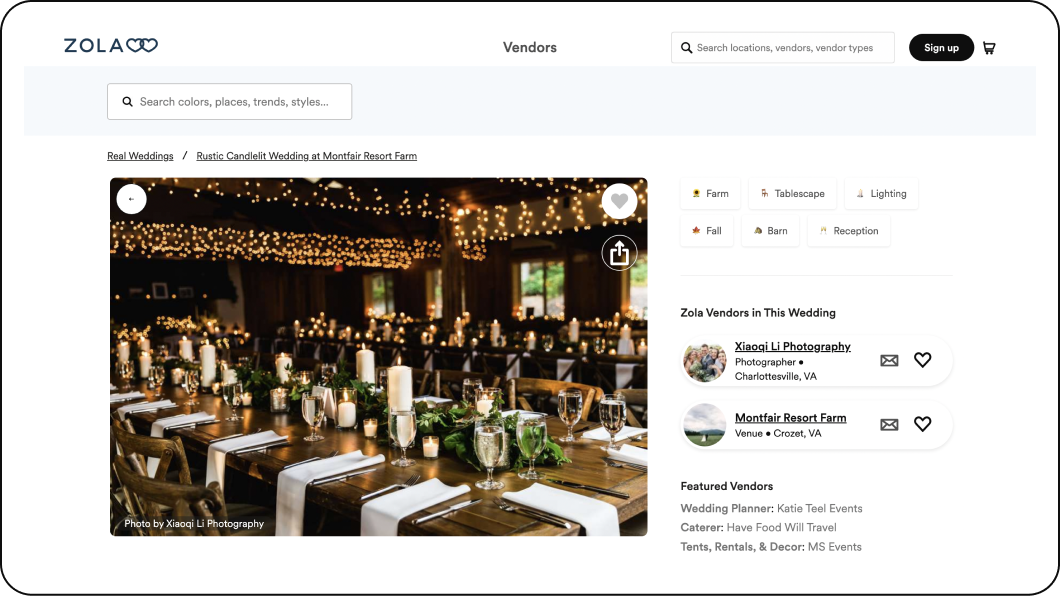 ZOLA
Vendors
Search locations, vendors, vendor types
Sign up
Search colors, places, trends, styles...
Real Weddings / Rustic Candlelit Wedding at Montfair Resort Farm
Photo by Xiaoqi Li Photography
Farm
Tablescape
Lighting
Fall
Barn
Reception
Zola Vendors in This Wedding
Xiaoqi Li Photography
Photographer •
Charlottesville, VA
Montfair Resort Farm
Venue • Crozet, VA
Featured Vendors
Wedding Planner: Katie Teel Events
Caterer: Have Food Will Travel
Tents, Rentals, & Decor: MS Events